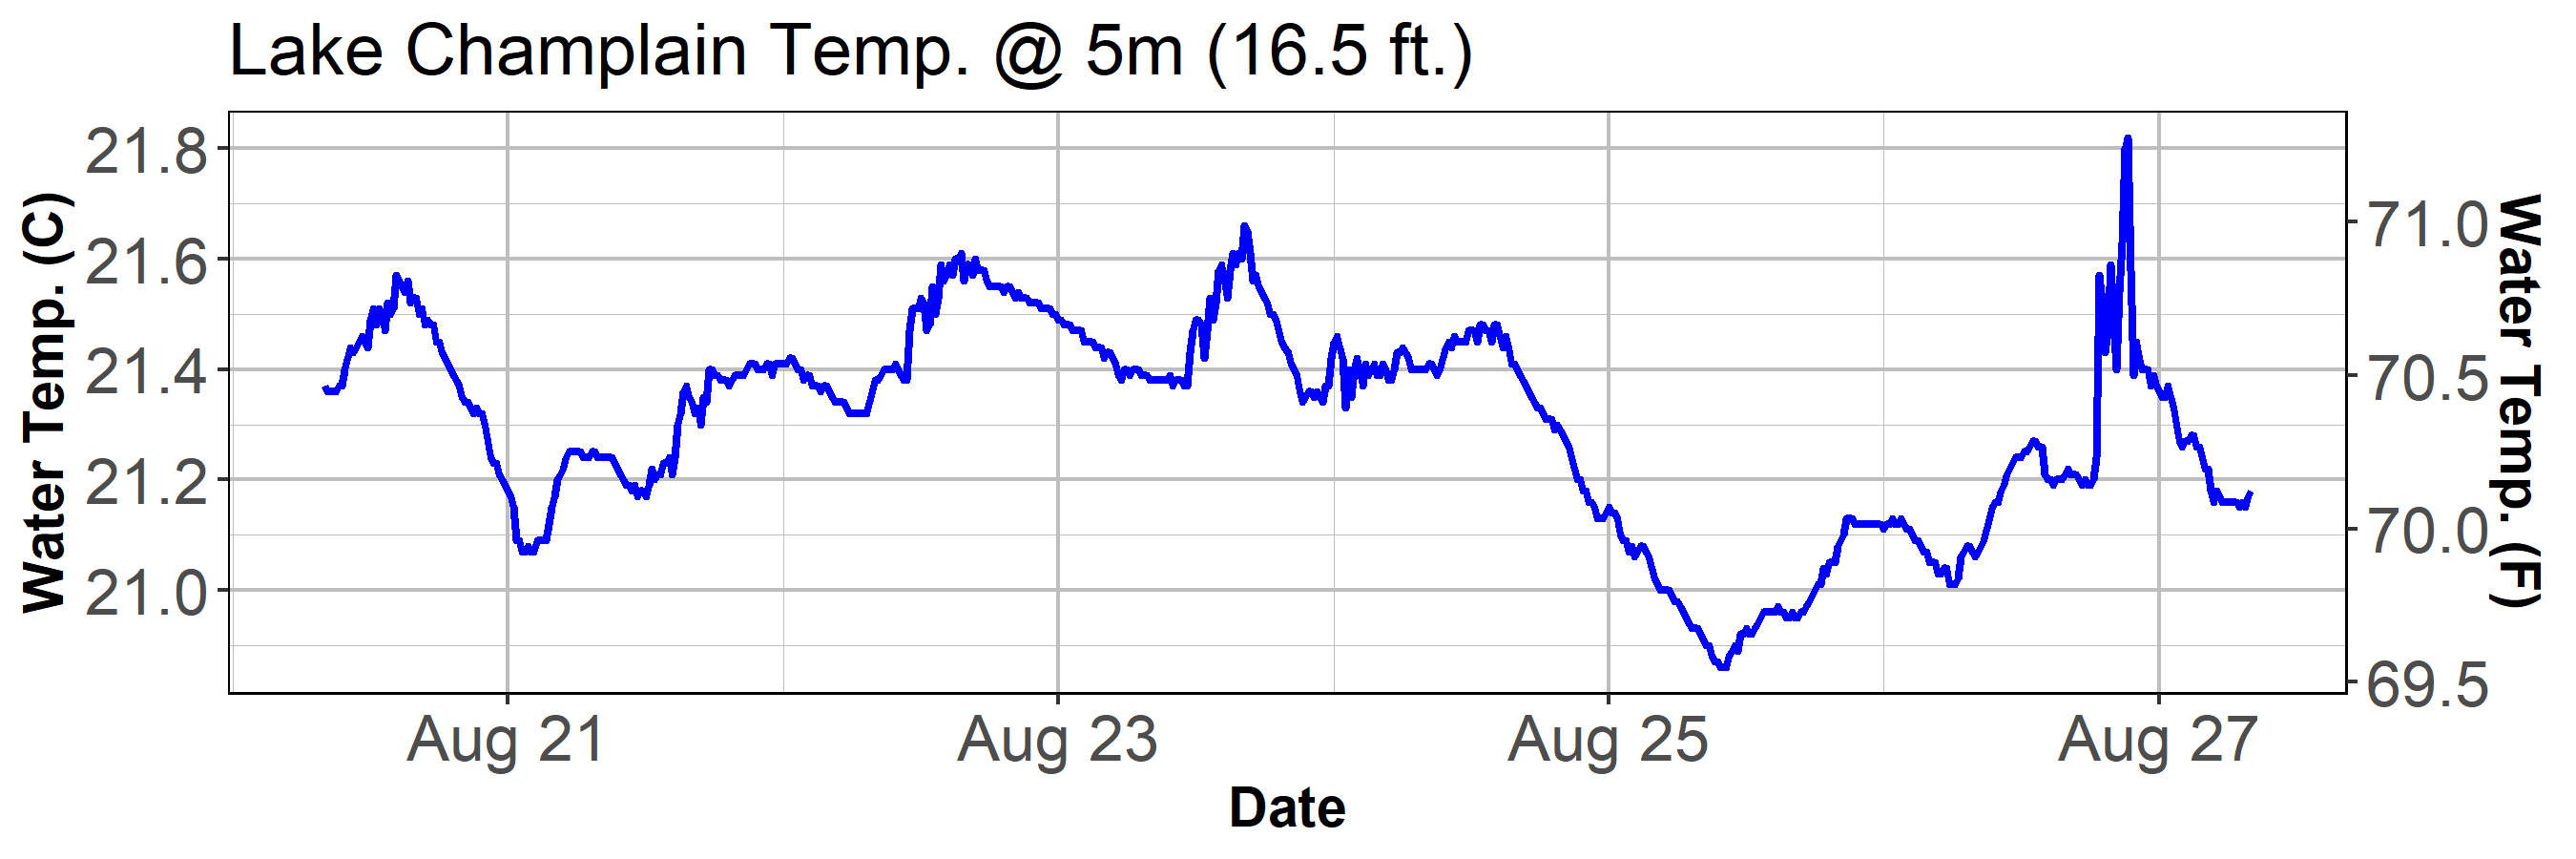 Lake Champlain Temp. @ 5m (16.5 ft.)
Water Temp. (C)
21.8
21.6
21.4
21.2
21.0
71.0
70.5
70.0
69.5
Water Temp. (F)
Aug 21
Aug 23
Aug 25
Aug 27
Date